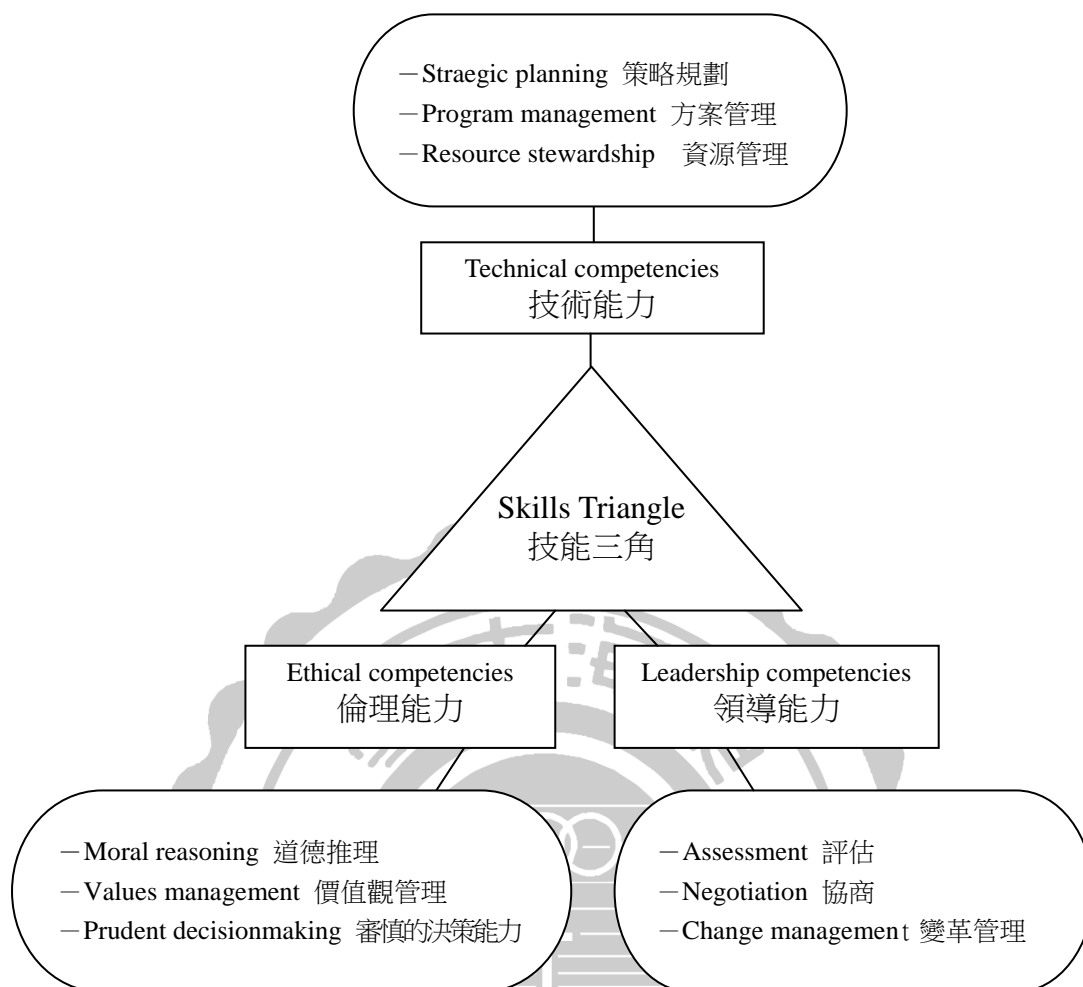 －Straegic planning 策略規劃
－Program management 方案管理
－Resource stewardship 資源管理
Technical competencies
技術能力
Skills Triangle
技能三角
Ethical competencies
倫理能力
Leadership competencies
領導能力
－Moral reasoning 道德推理
－Values management 價值觀管理
－Prudent decisionmaking 審慎的決策能力
－Assessment 評估
－Negotiation 協商
－Change management 變革管理